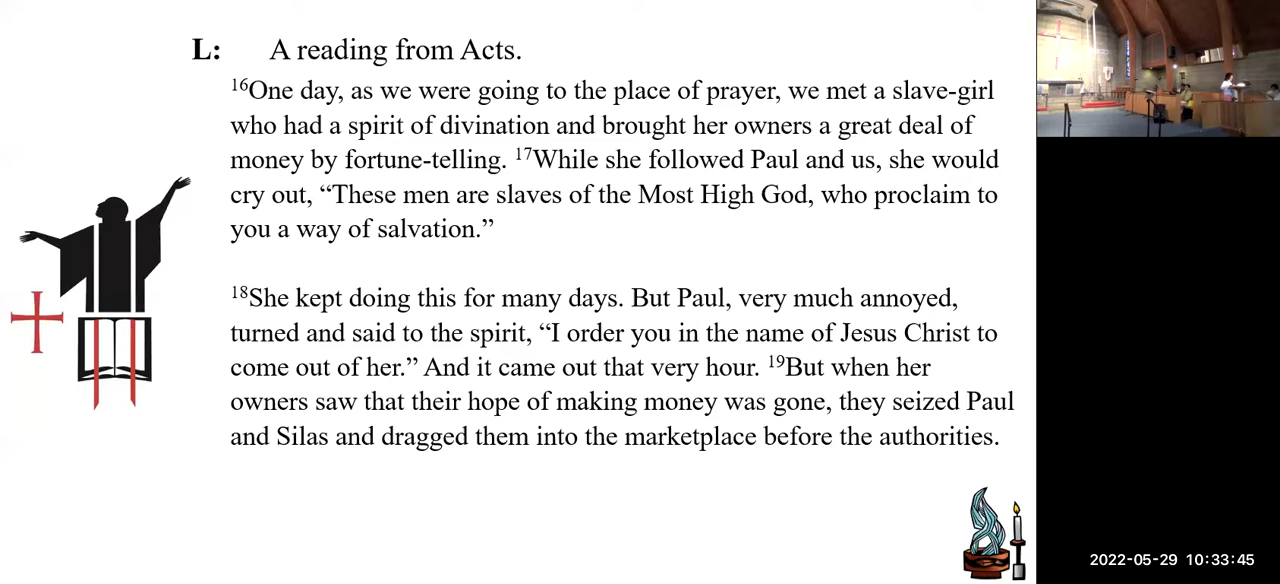 L: A reading from Acts.
16One day, as we were going to the place of prayer, we met a slave-girl
who had a spirit of divination and brought her owners a great deal of
money by fortune-telling. 17While she followed Paul and us, she would
cry out, “These men are slaves of the Most High God, who proclaim to
you a way of salvation.”
18She kept doing this for many days. But Paul, very much annoyed,
turned and said to the spirit, “I order you in the name of Jesus Christ to
come out of her.” And it came out that very hour. 19But when her
owners saw that their hope of making money was gone, they seized Paul
and Silas and dragged them into the marketplace before the authorities.
2022-05-29 10:33:45